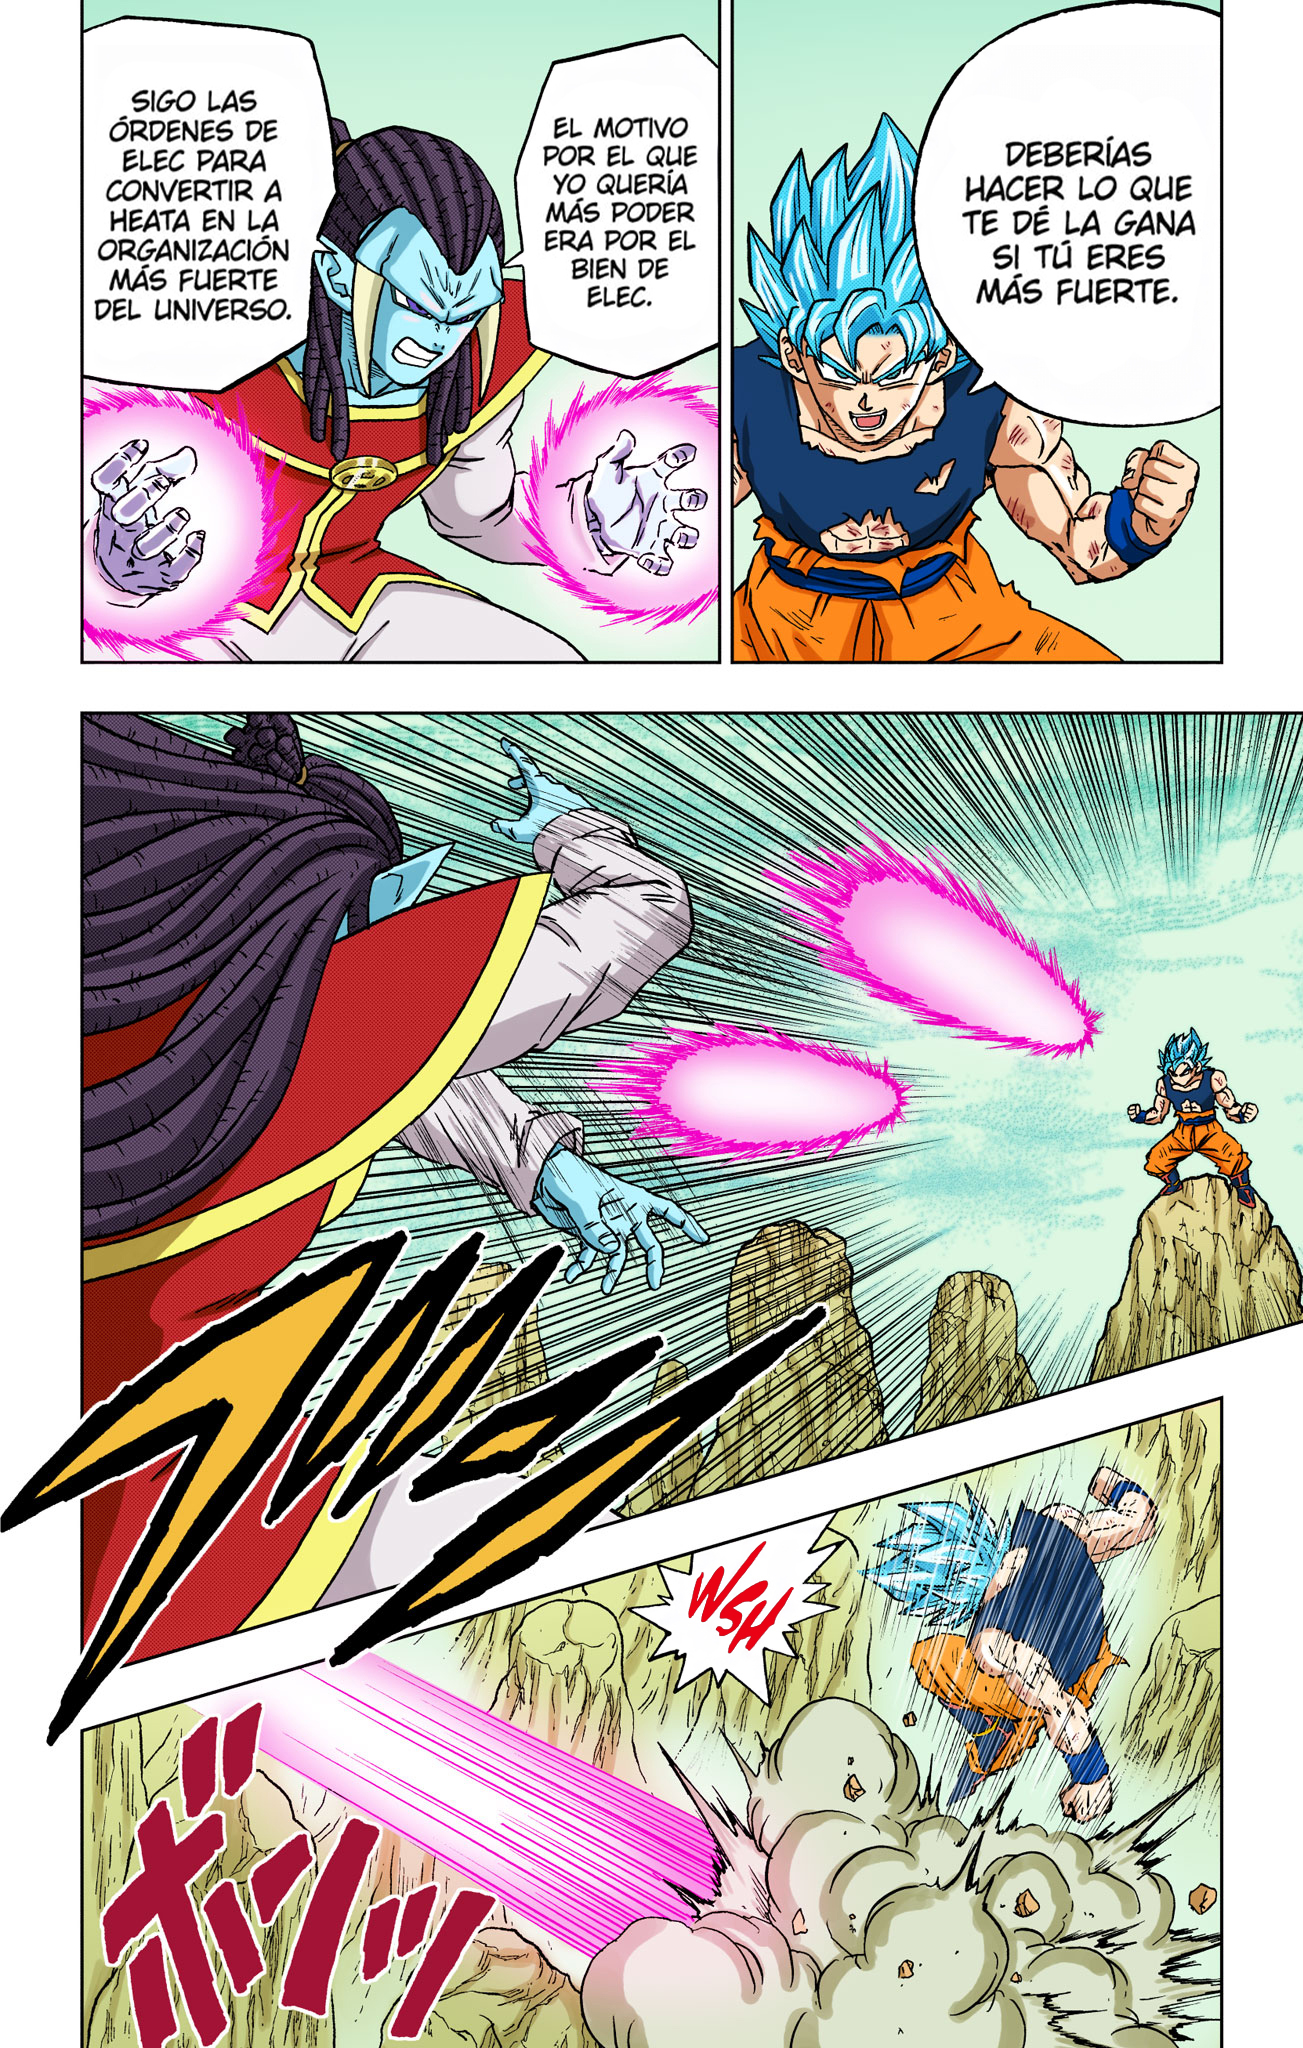 DEBERÍAS
HACER LO QUE
TE DÉ LA GANA
SI TÚ ERES
MÁS FUERTE.
EL MOTIVO
POR EL QUE
YO QUERÍA
MÁS PODER
ERA POR EL
BIEN DE
ELEC.
SIGO LAS
ÓRDENES DE
ELEC PARA
CONVERTIR A
HEATA EN LA
ORGANIZACIÓN
MÁS FUERTE
DEL UNIVERSO.
WSH
ボンッ